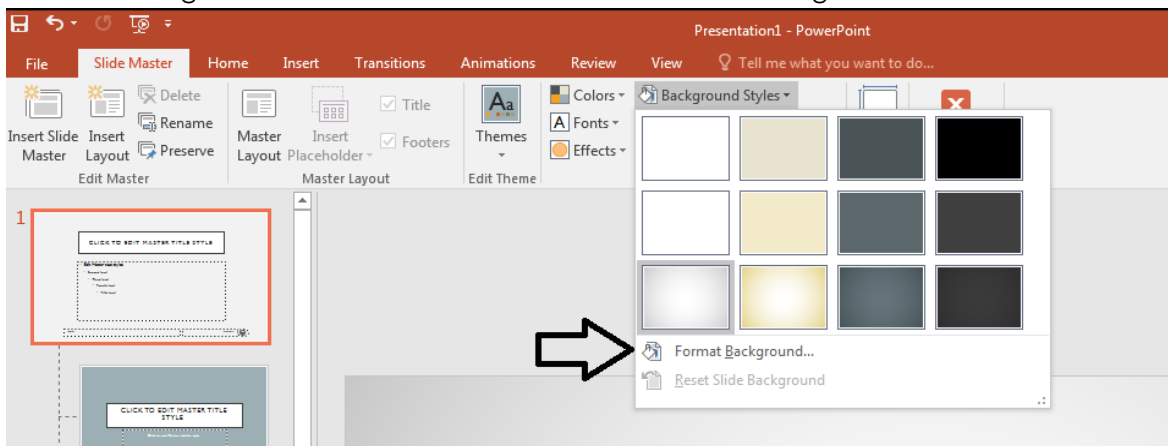 Presentation1 - PowerPoint
File Slide Master Home Insert Transitions Animations Review View Tell me what you want to do...
Insert Slide Master
Insert Layout
Delete
Rename
Preserve
Edit Master
Master Layout
Insert Placeholder
Title
Footers
Master Layout
Aa
Themes
Edit Theme
Colors
A Fonts
Effects
Background Styles
Format Background...
Reset Slide Background
1
CLICK TO EDIT MASTER TITLE STYLE
CLICK TO EDIT MASTER TITLE
STYLE